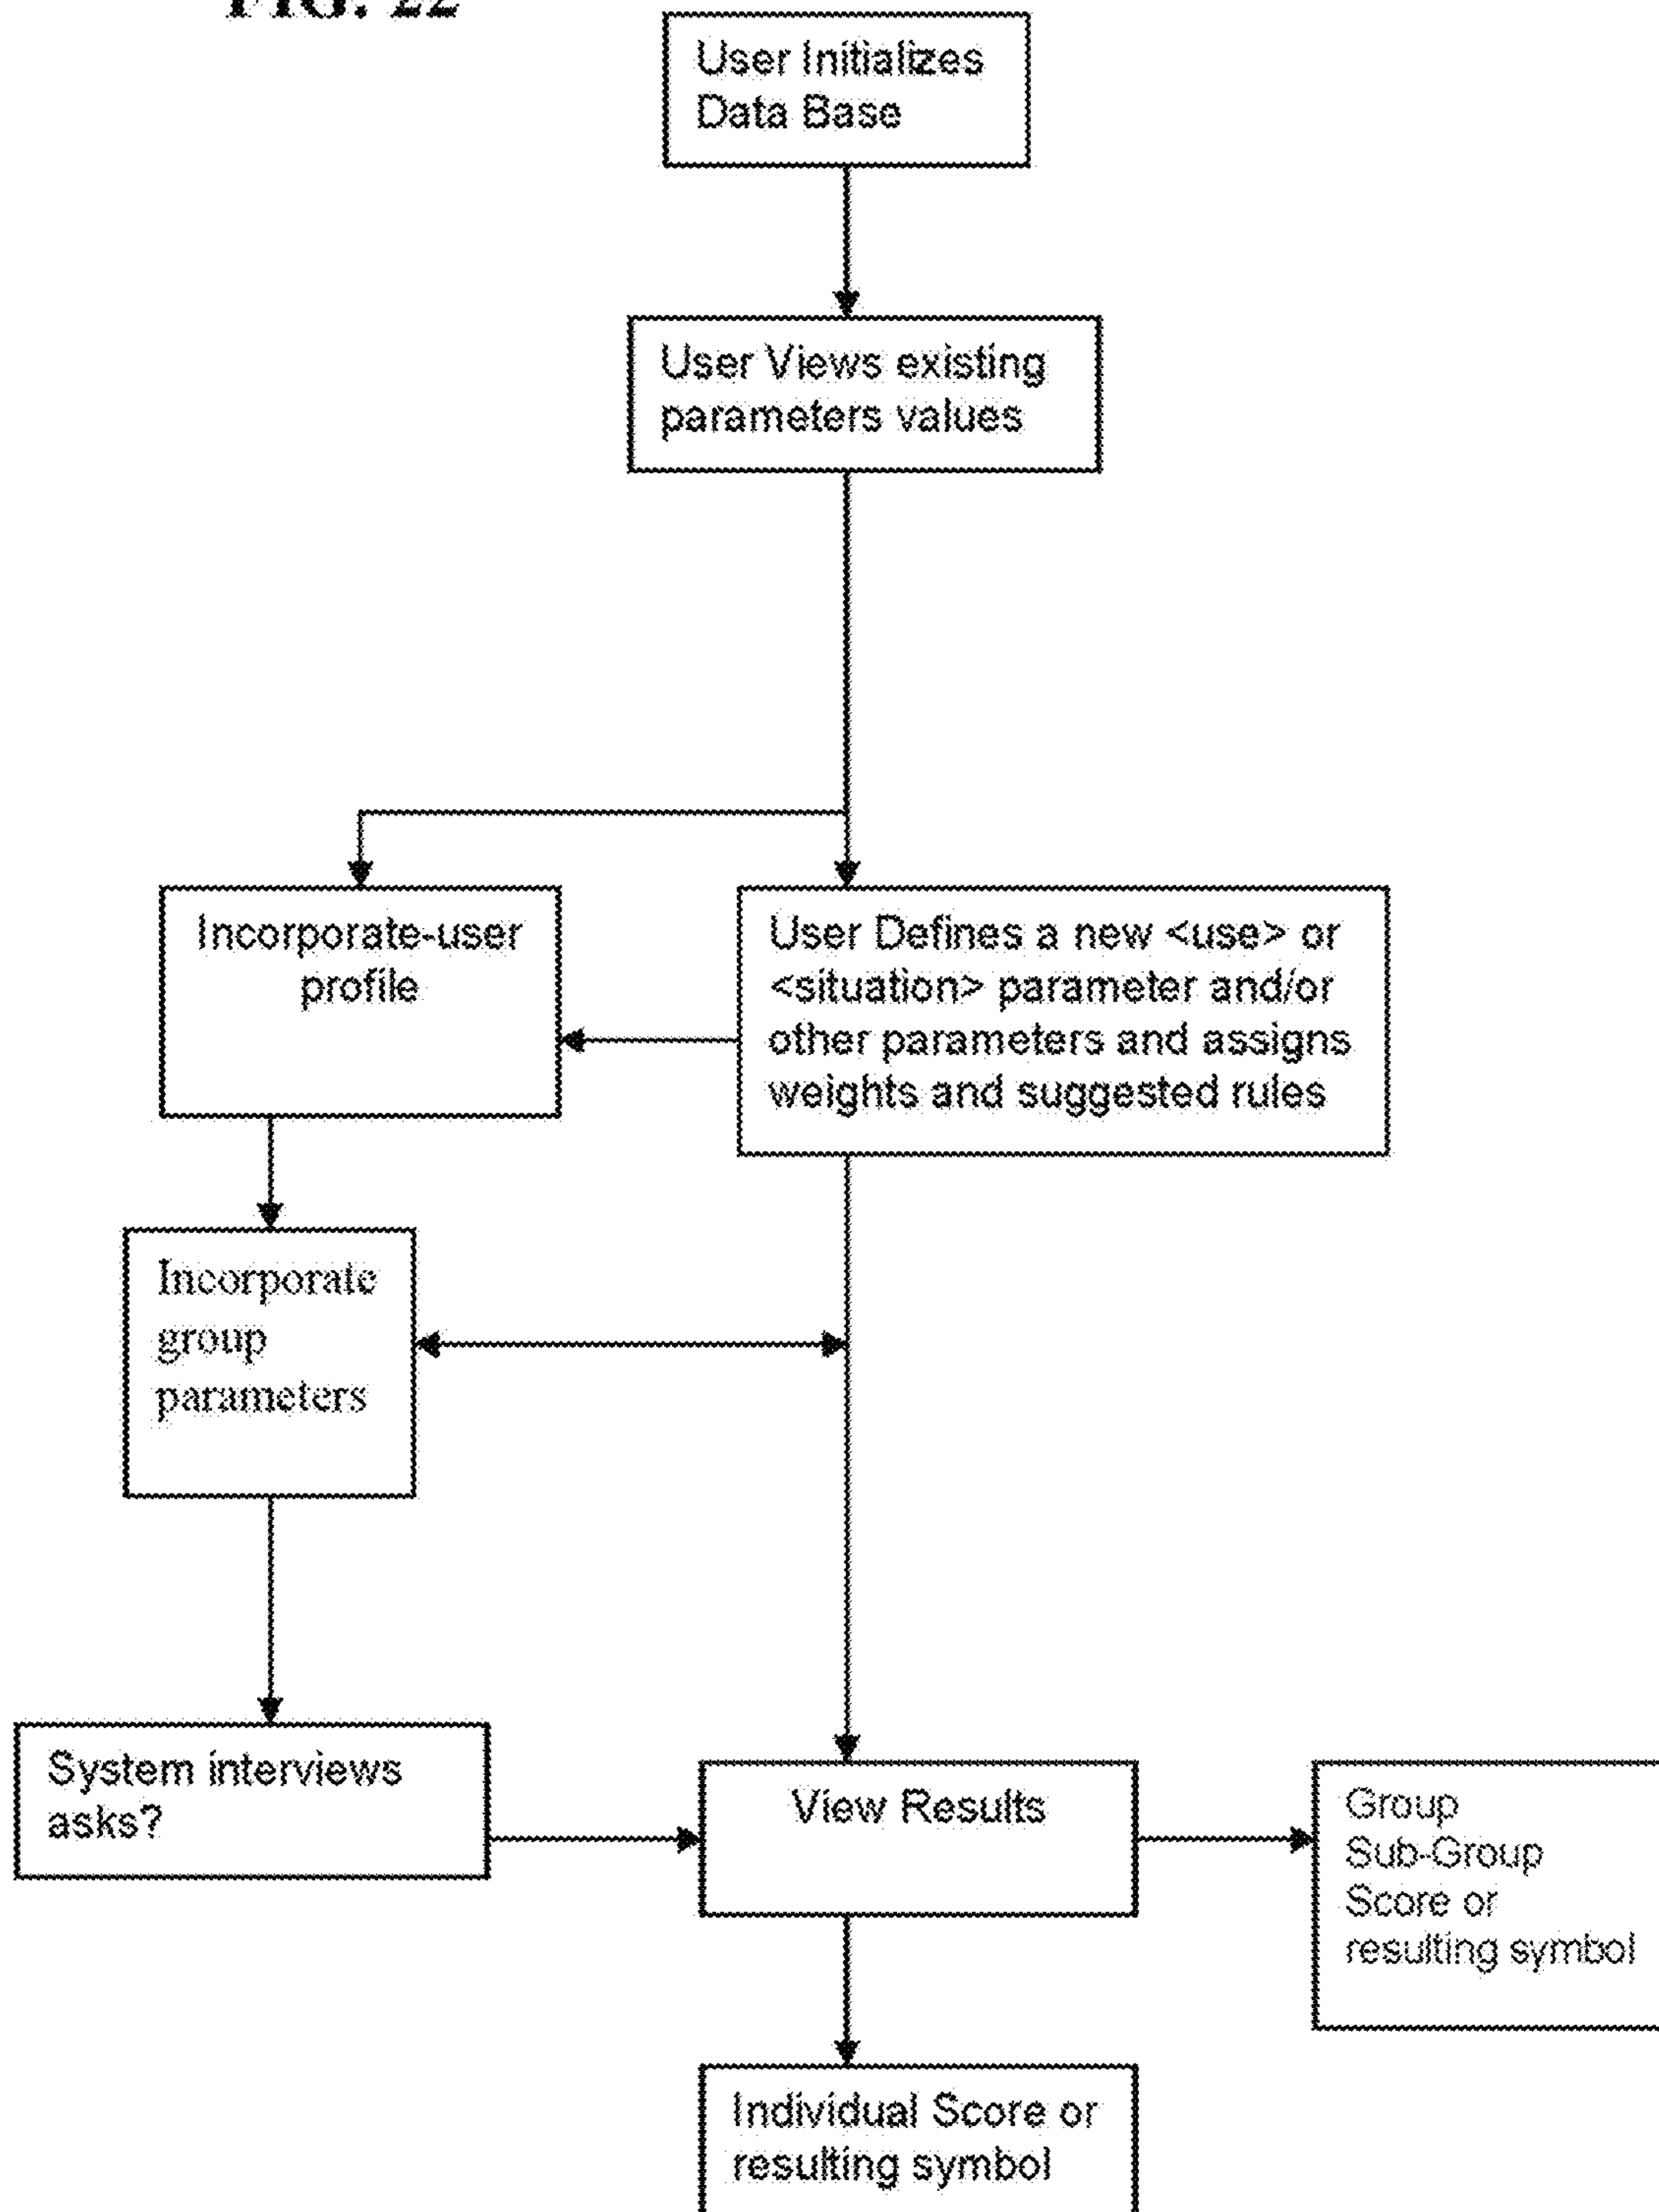 FIG. 22
User Initializes
Data Base
User Views existing
parameters values
Incorporate-user
profile
User Defines a new <use> or
<situation> parameter and/or
other parameters and assigns
weights and suggested rules
Incorporate
group
parameters
System interviews
asks?
View Results
Group
Sub-Group
Score or
resulting symbol
Individual Score or
resulting symbol